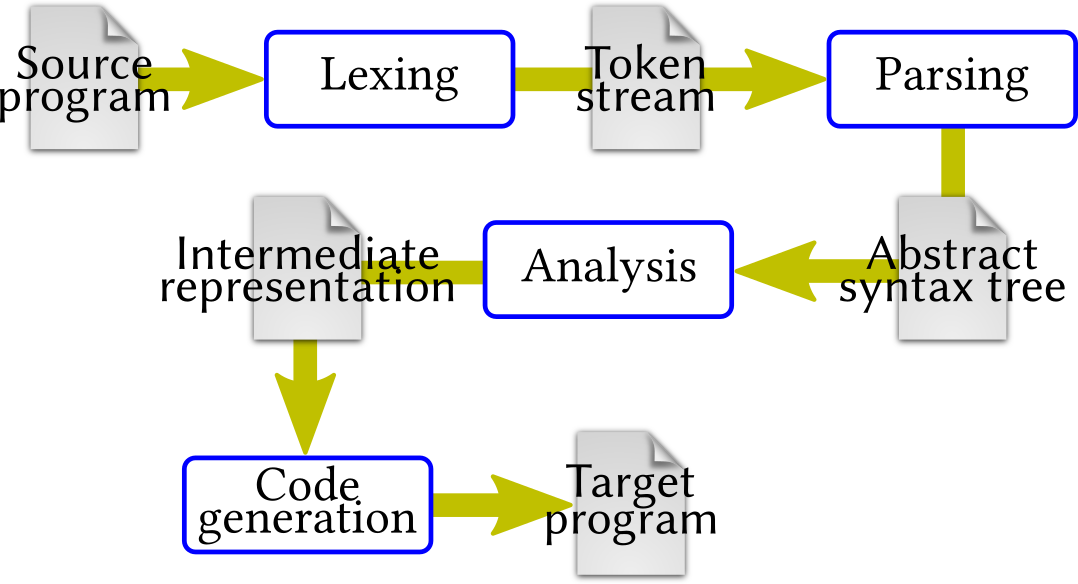 Source
program
Lexing
Token
stream
Parsing
Abstract
syntax tree
Analysis
Intermediate
representation
Code
generation
Target
program